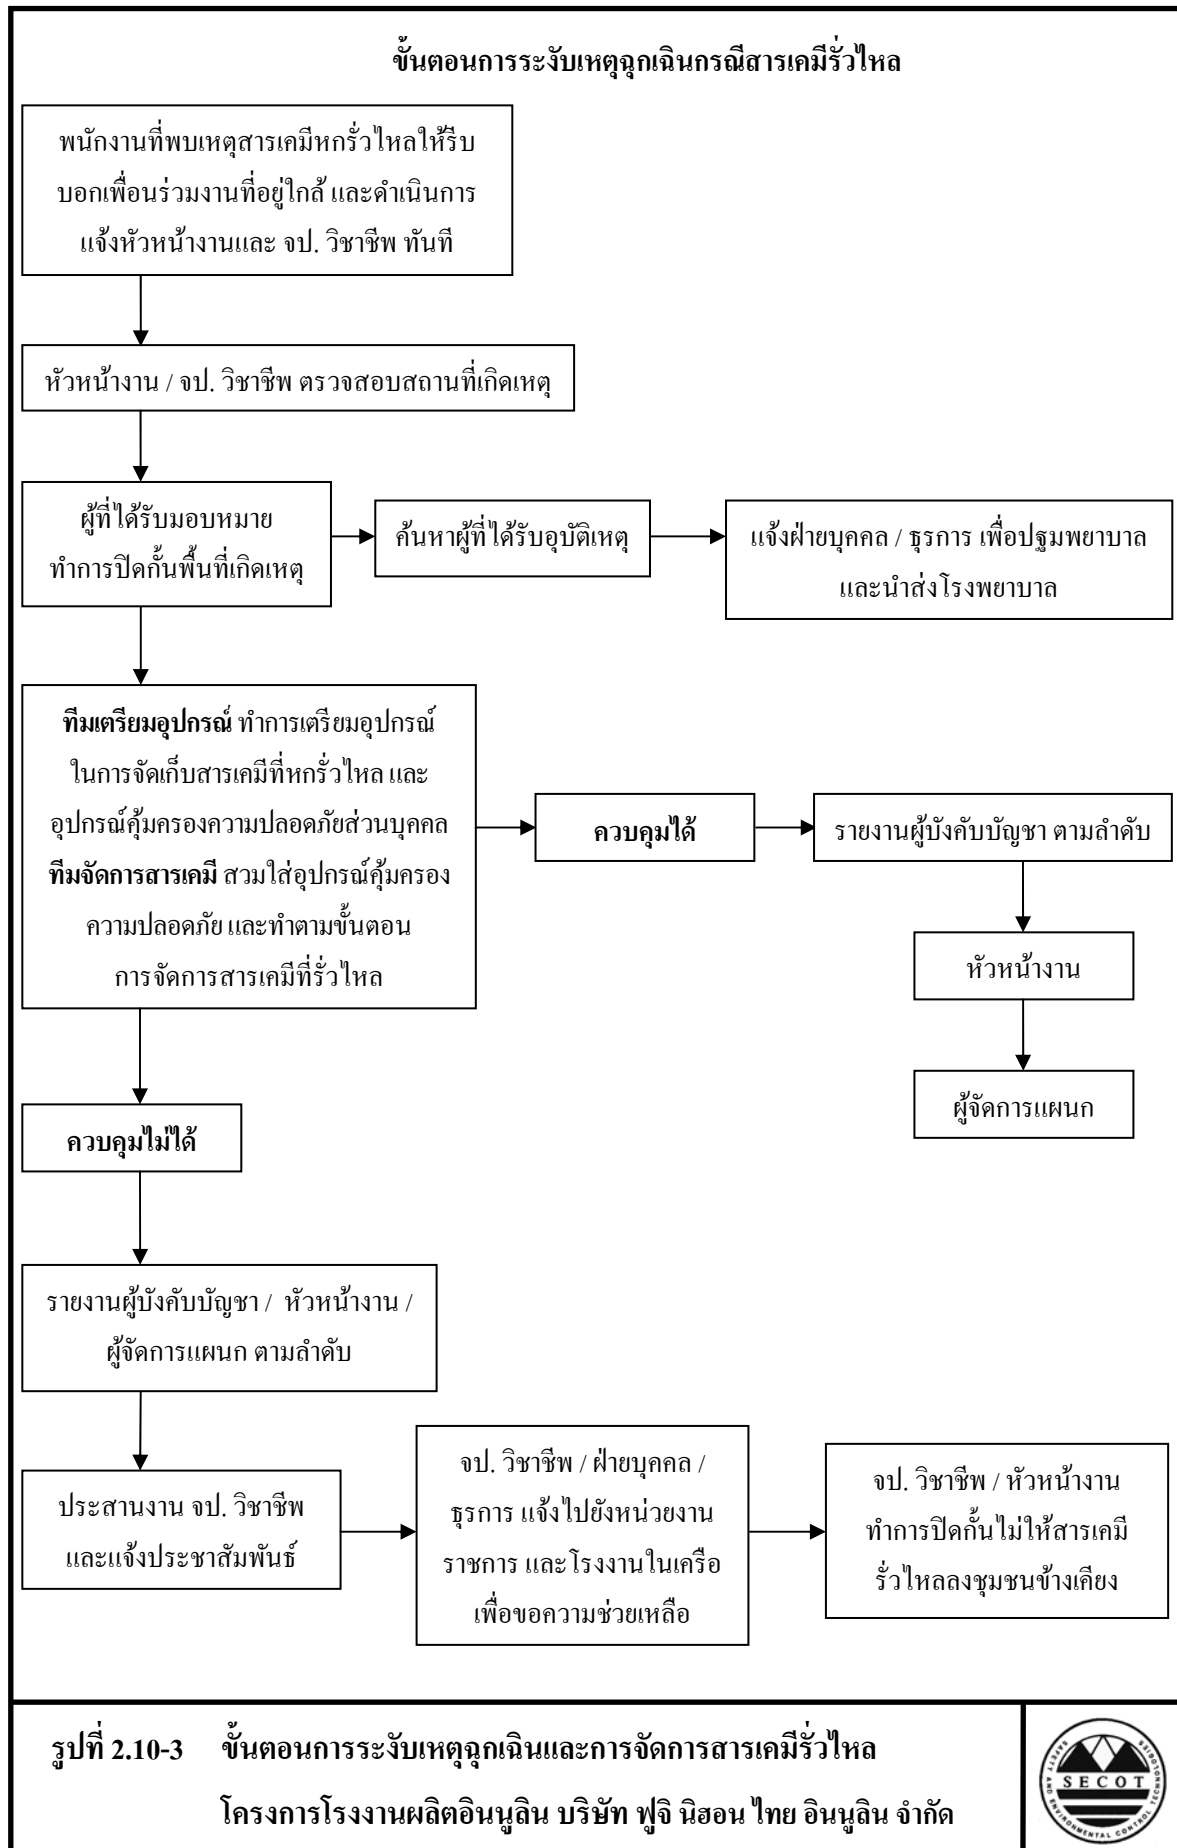 ขั้นตอนการระงับเหตุฉุกเฉินกรณีสารเคมีรั่วไหล
พนักงานที่พบเหตุสารเคมีหกรั่วไหลให้รีบ
บอกเพื่อนร่วมงานที่อยู่ใกล้ และดำเนินการ
แจ้งหัวหน้างานและ จป. วิชาชีพ ทันที
หัวหน้างาน / จป. วิชาชีพ ตรวจสอบสถานที่เกิดเหตุ
ผู้ที่ได้รับมอบหมาย
ทำการปิดกั้นพื้นที่เกิดเหตุ
ค้นหาผู้ที่ได้รับอุบัติเหตุ
แจ้งฝ่ายบุคคล / ธุรการ เพื่อปฐมพยาบาล
และนำส่งโรงพยาบาล
ทีมเตรียมอุปกรณ์ ทำการเตรียมอุปกรณ์
ในการจัดเก็บสารเคมีที่หกรั่วไหล และ
อุปกรณ์คุ้มครองความปลอดภัยส่วนบุคคล
ทีมจัดการสารเคมี สวมใส่อุปกรณ์คุ้มครอง
ความปลอดภัย และทำตามขั้นตอน
การจัดการสารเคมีที่รั่วไหล
ควบคุมได้
รายงานผู้บังคับบัญชา ตามลำดับ
หัวหน้างาน
ผู้จัดการแผนก
ควบคุมไม่ได้
รายงานผู้บังคับบัญชา / หัวหน้างาน /
ผู้จัดการแผนก ตามลำดับ
ประสานงาน จป. วิชาชีพ
และแจ้งประชาสัมพันธ์
จป. วิชาชีพ / ฝ่ายบุคคล /
ธุรการ แจ้งไปยังหน่วยงาน
ราชการ และโรงงานในเครือ
เพื่อขอความช่วยเหลือ
จป. วิชาชีพ / หัวหน้างาน
ทำการปิดกั้นไม่ให้สารเคมี
รั่วไหลลงชุมชนข้างเคียง
รูปที่ 2.10-3 ขั้นตอนการระงับเหตุฉุกเฉินและการจัดการสารเคมีรั่วไหล
โครงการโรงงานผลิตอินนูลิน บริษัท ฟูจิ นิฮอน ไทย อินนูลิน จำกัด
SECOT
SAFETY AND ENVIRONMENTAL CONTROL TECHNOLOGIES